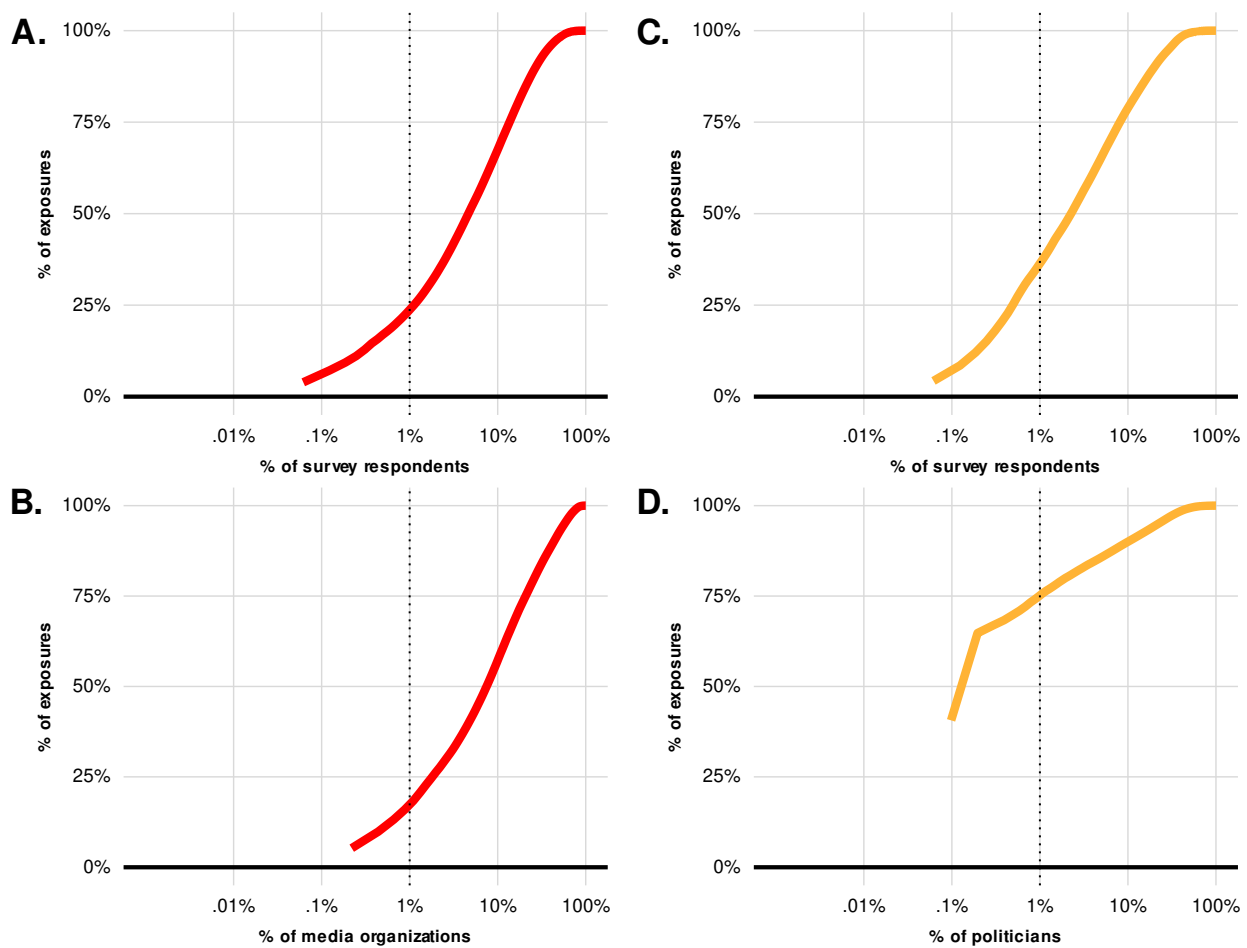 A.
100%
75%
50%
25%
0%
% of exposures
.01% .1% 1% 10% 100%
% of survey respondents
C.
100%
75%
50%
25%
0%
% of exposures
.01% .1% 1% 10% 100%
% of survey respondents
B.
100%
75%
50%
25%
0%
% of exposures
.01% .1% 1% 10% 100%
% of media organizations
D.
100%
75%
50%
25%
0%
% of exposures
.01% .1% 1% 10% 100%
% of politicians